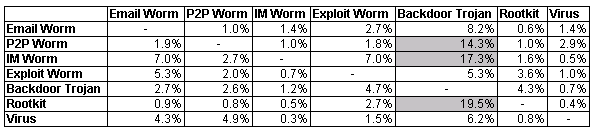 Email Worm P2P Worm IM Worm Exploit Worm Backdoor Trojan Rootkit Virus
Email Worm - 1.0% 1.4% 2.7% 8.2% 0.6% 1.4%
P2P Worm 1.9% - 1.0% 1.8% 14.3% 1.0% 2.9%
IM Worm 7.0% 2.7% - 7.0% 17.3% 1.6% 0.5%
Exploit Worm 5.3% 2.0% 0.7% - 5.3% 3.6% 1.0%
Backdoor Trojan 2.7% 2.6% 1.2% 4.7% - 4.3% 0.7%
Rootkit 0.9% 0.8% 0.5% 2.7% 19.5% - 0.4%
Virus 4.3% 4.9% 0.3% 1.5% 6.2% 0.8% -